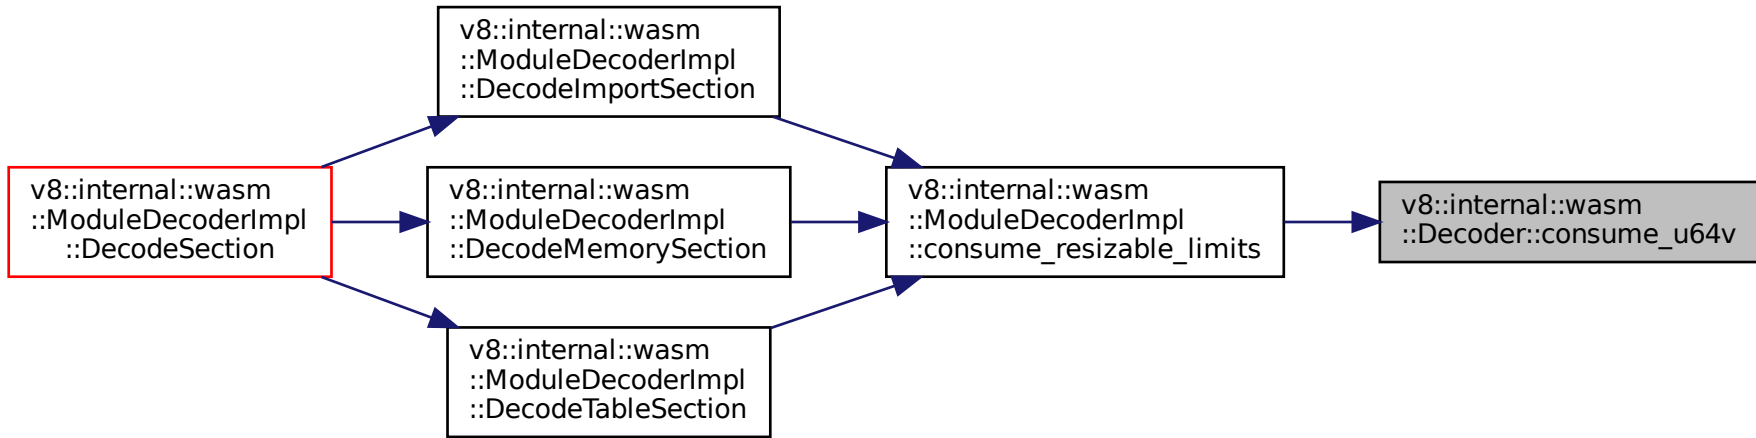 v8::internal::wasm
::ModuleDecoderImpl
::DecodeSection
v8::internal::wasm
::ModuleDecoderImpl
::DecodeImportSection
v8::internal::wasm
::ModuleDecoderImpl
::DecodeMemorySection
v8::internal::wasm
::ModuleDecoderImpl
::DecodeTableSection
v8::internal::wasm
::ModuleDecoderImpl
::consume_resizable_limits
v8::internal::wasm
::Decoder::consume_u64v